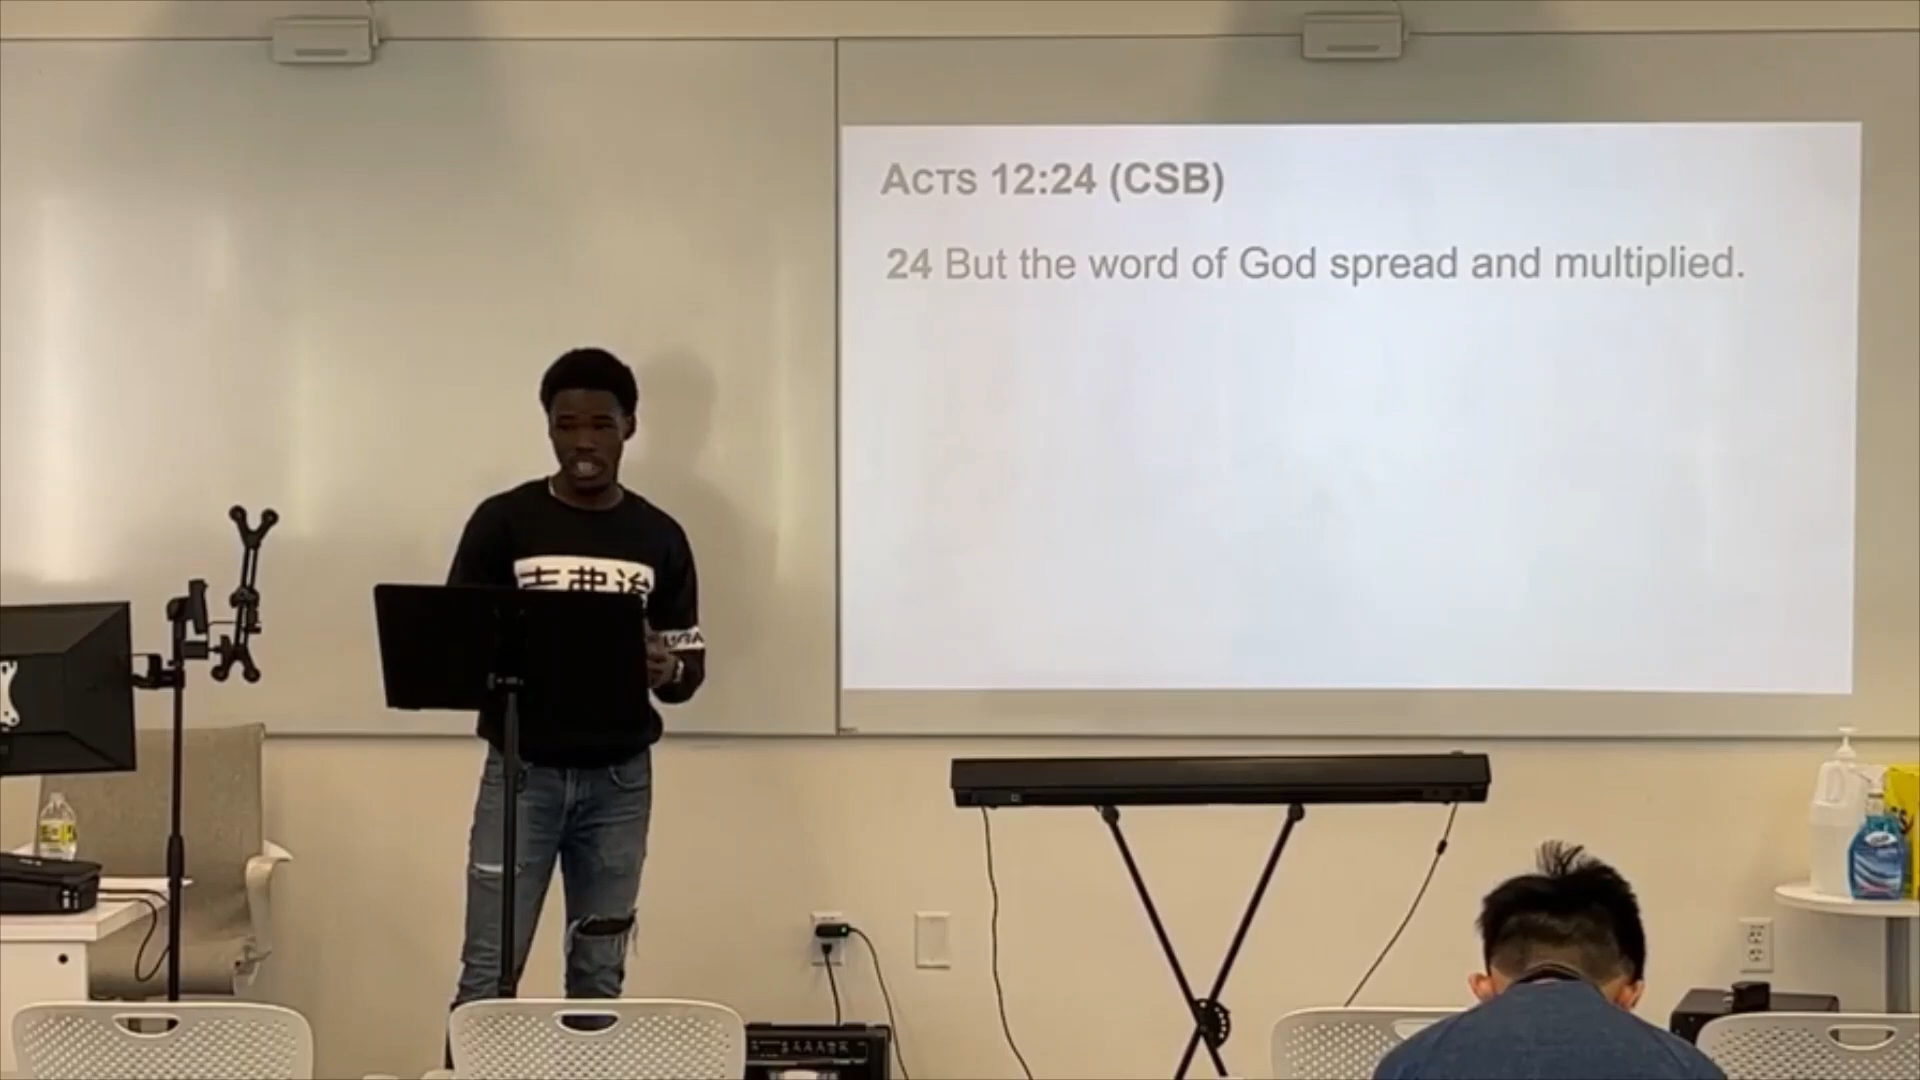 ACTS 12:24 (CSB)
24 But the word of God spread and multiplied.